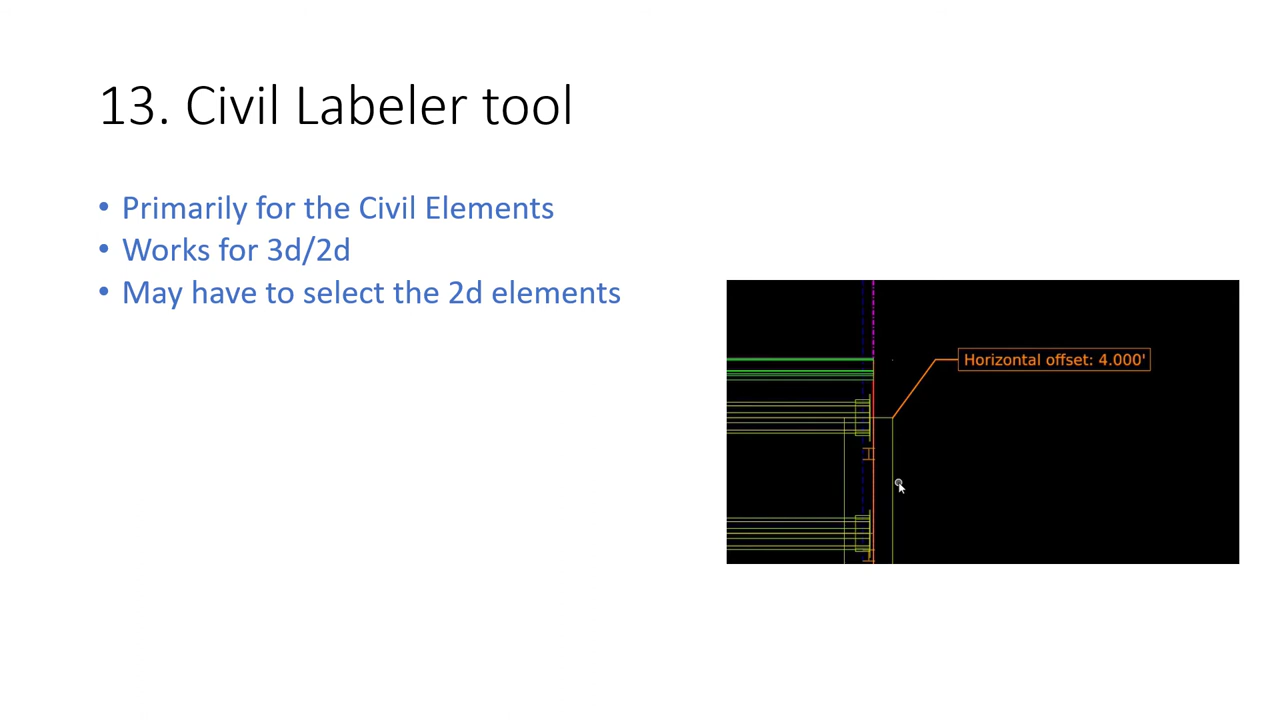 13. Civil Labeler tool
• Primarily for the Civil Elements
• Works for 3d/2d
• May have to select the 2d elements
Horizontal offset: 4.000'